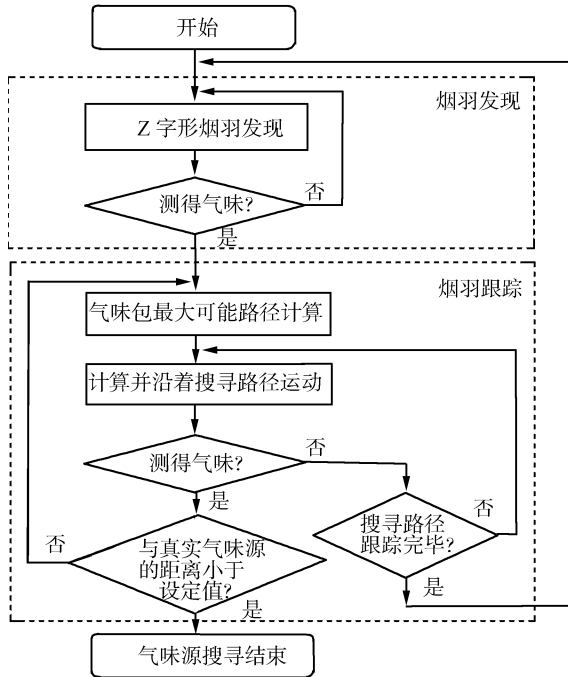 开始
烟羽发现
Z 字形烟羽发现
测得气味?
否
是
烟羽跟踪
气味包最大可能路径计算
计算并沿着搜寻路径运动
测得气味?
否
是
搜寻路径
跟踪完毕?
否
是
与真实气味源
的距离小于
设定值?
否
是
气味源搜寻结束